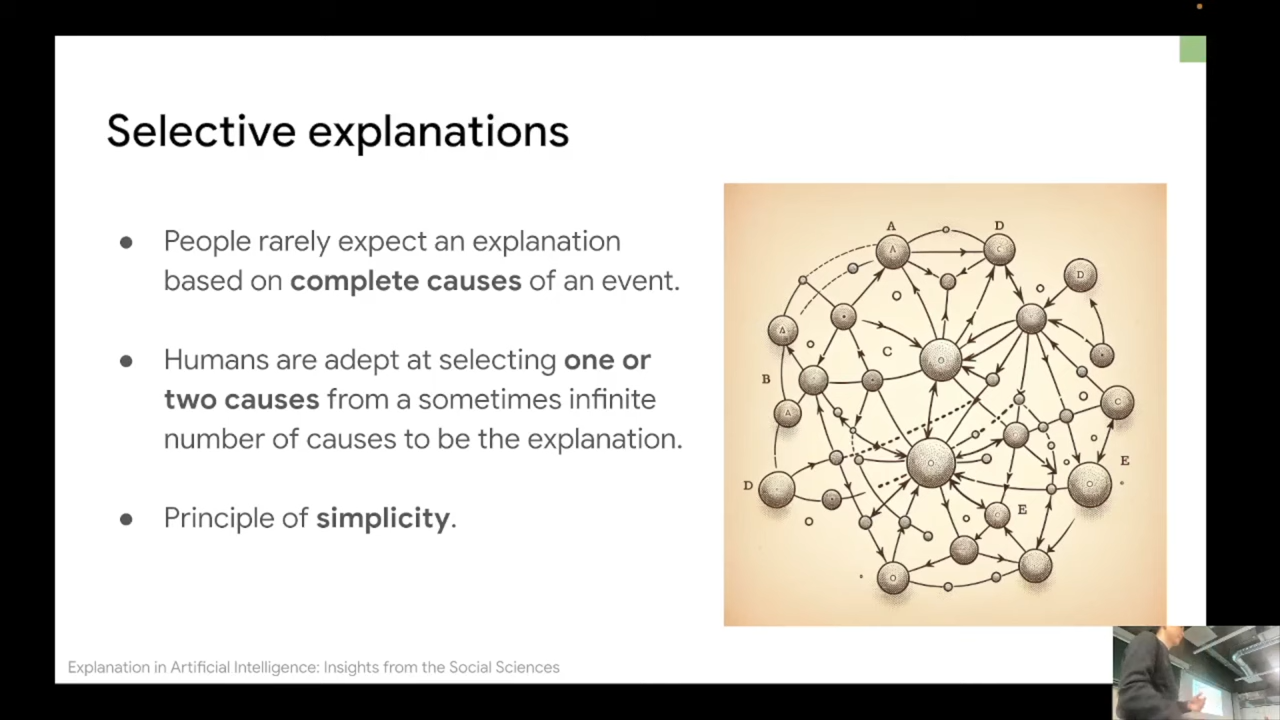 Selective explanations
● People rarely expect an explanation
based on complete causes of an event.
● Humans are adept at selecting one or
two causes from a sometimes infinite
number of causes to be the explanation.
● Principle of simplicity.
A
D
A
D
A
C
B
A
C
D
E
E
Explanation in Artificial Intelligence: Insights from the Social Sciences